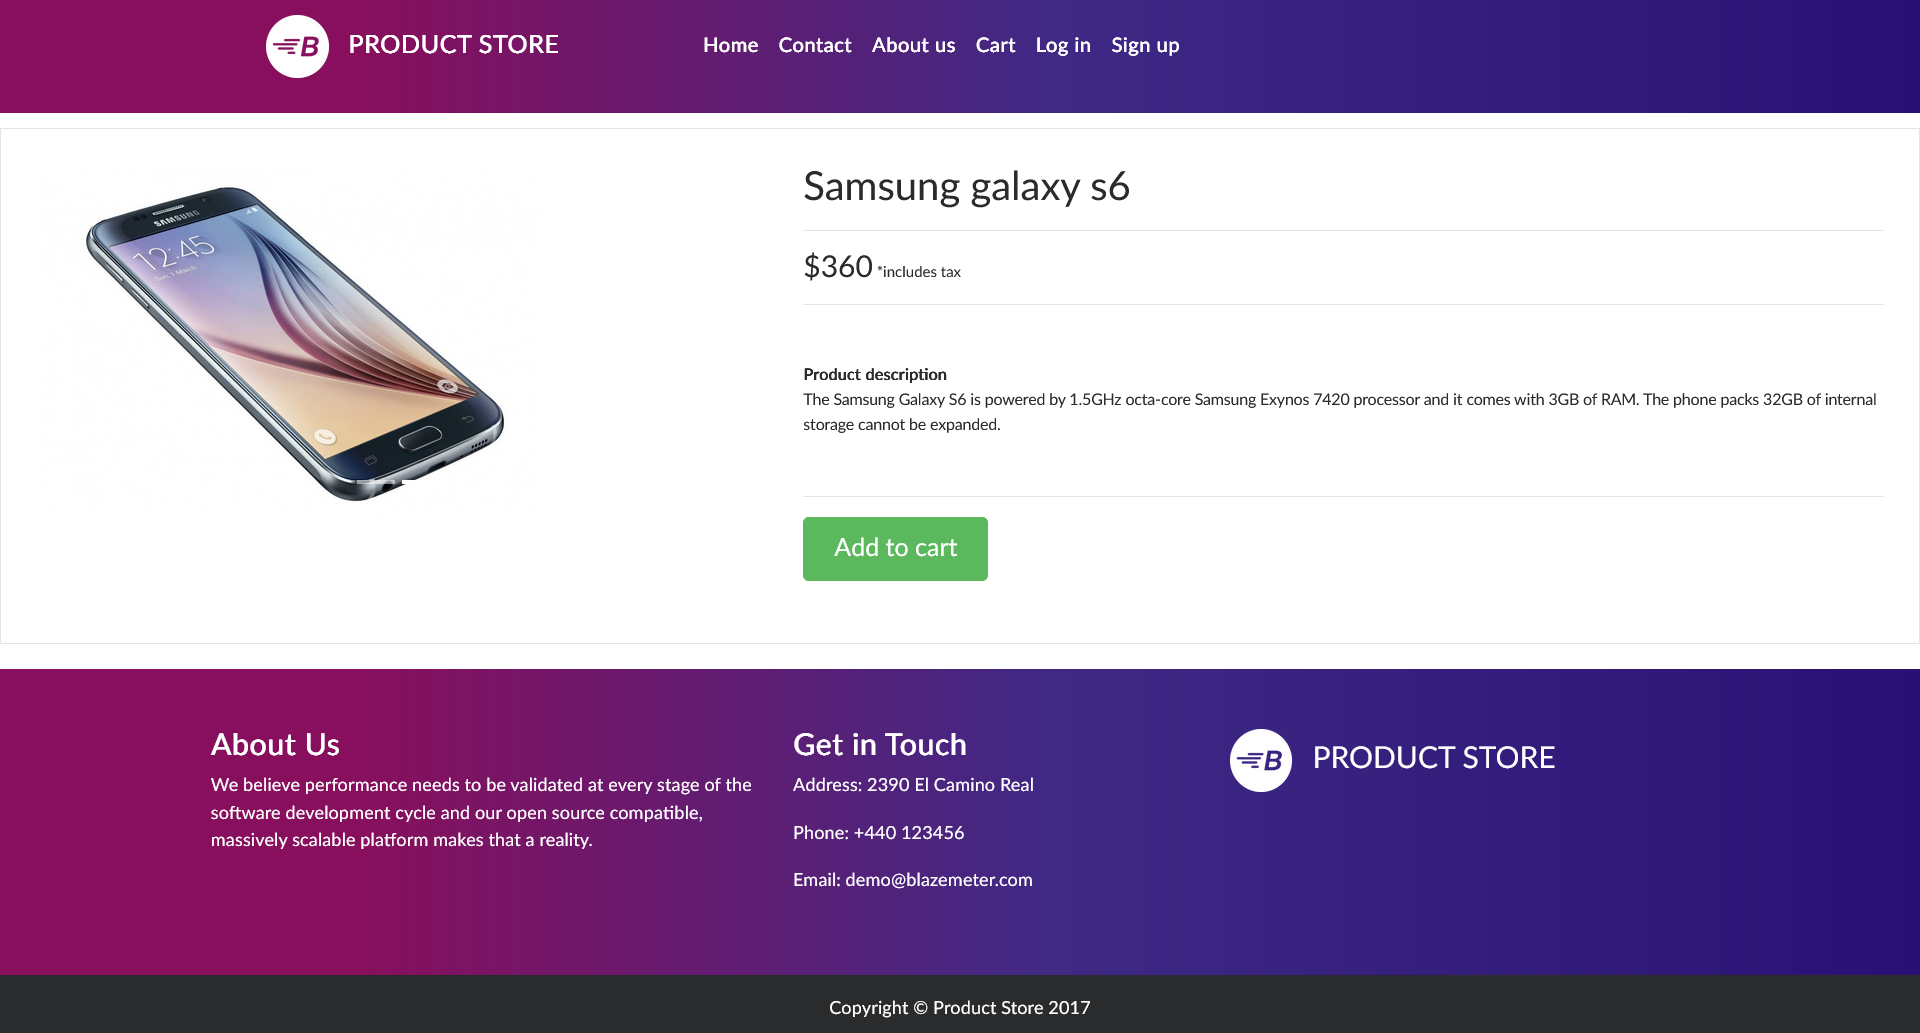 B PRODUCT STORE
Home Contact About us Cart Log in Sign up
SAMSUNG
12:45
Sun, 1 March
Samsung galaxy s6
$360 *includes tax
Product description
The Samsung Galaxy S6 is powered by 1.5GHz octa-core Samsung Exynos 7420 processor and it comes with 3GB of RAM. The phone packs 32GB of internal
storage cannot be expanded.
Add to cart
About Us
We believe performance needs to be validated at every stage of the
software development cycle and our open source compatible,
massively scalable platform makes that a reality.
Get in Touch
Address: 2390 El Camino Real
Phone: +440 123456
Email: demo@blazemeter.com
B PRODUCT STORE
Copyright © Product Store 2017